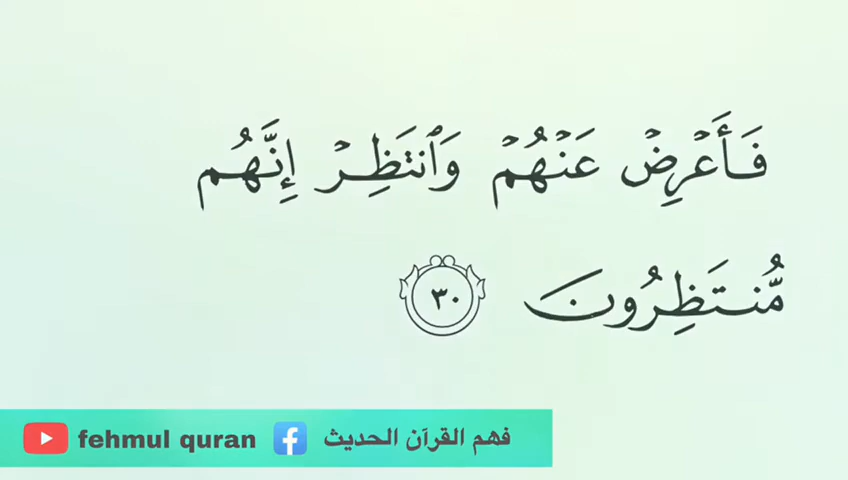 فَأَعۡرِضۡ عَنۡهُمۡ وَٱنتَظِرۡ إِنَّهُم
مُّنتَظِرُونَ ٣٠
fehmul quran فهم القرآن الحديث